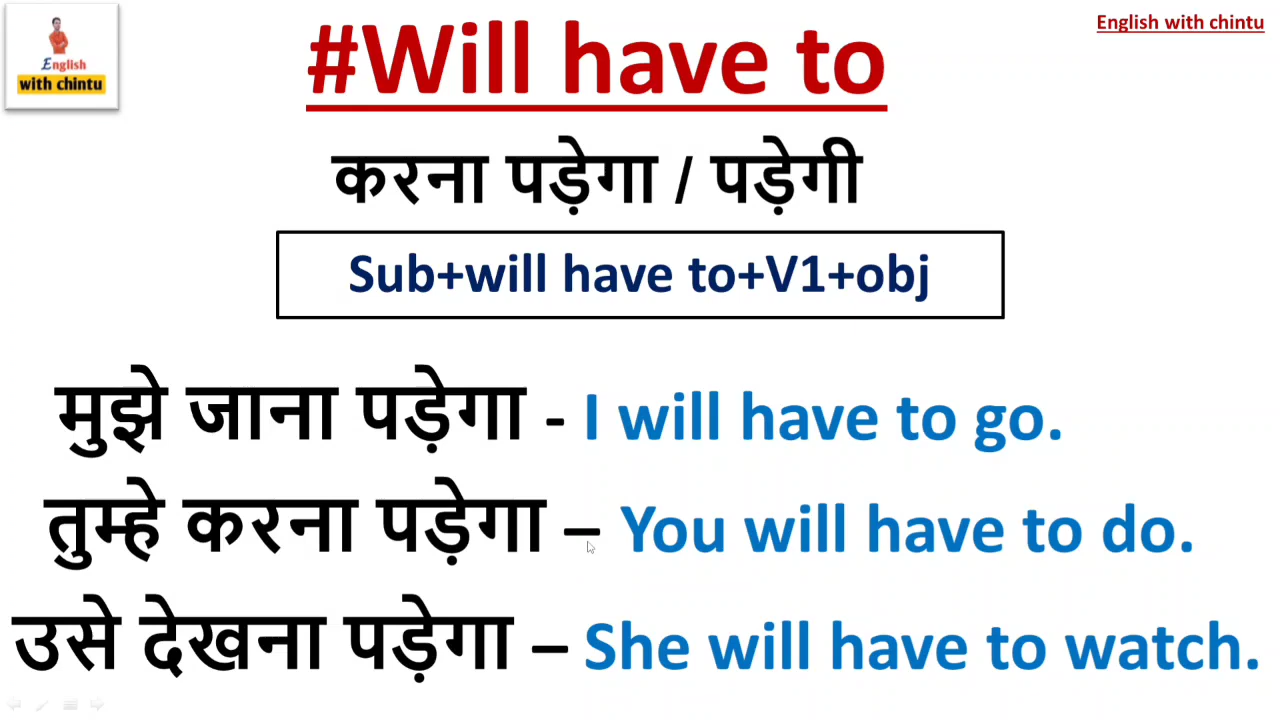 English with chintu
English
with chintu
#Will have to
करना पड़ेगा / पड़ेगी
Sub+will have to+V1+obj
मुझे जाना पड़ेगा - I will have to go.
तुम्हे करना पड़ेगा – You will have to do.
उसे देखना पड़ेगा – She will have to watch.